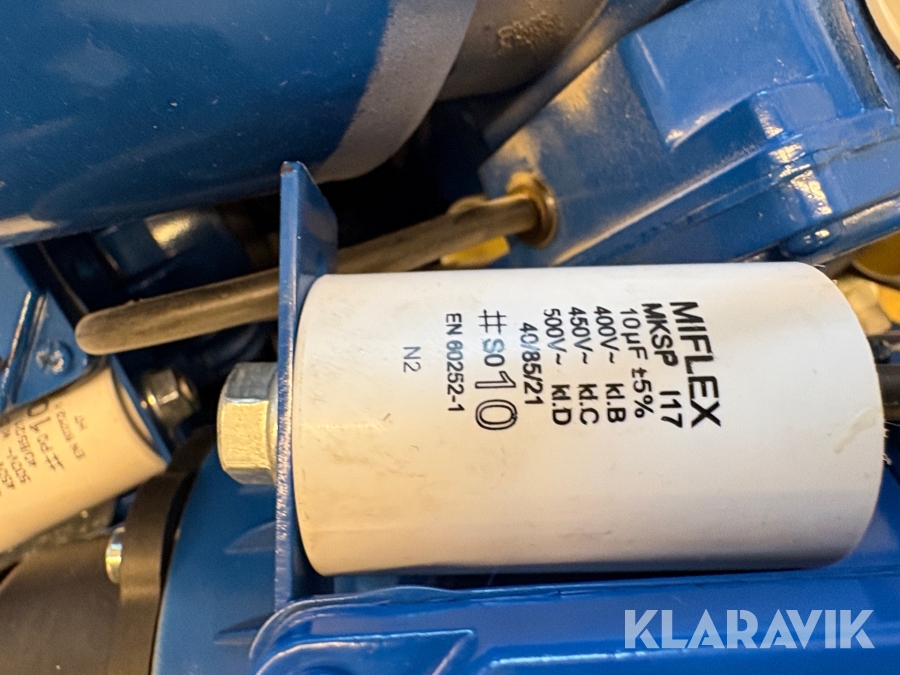 MIFLEX
MKSP I17
10µF ±5%
400V~ kl.B
450V~ kl.C
500V~ kl.D
40/85/21
#S010
EN 60252-1
N2
KLARAVIK